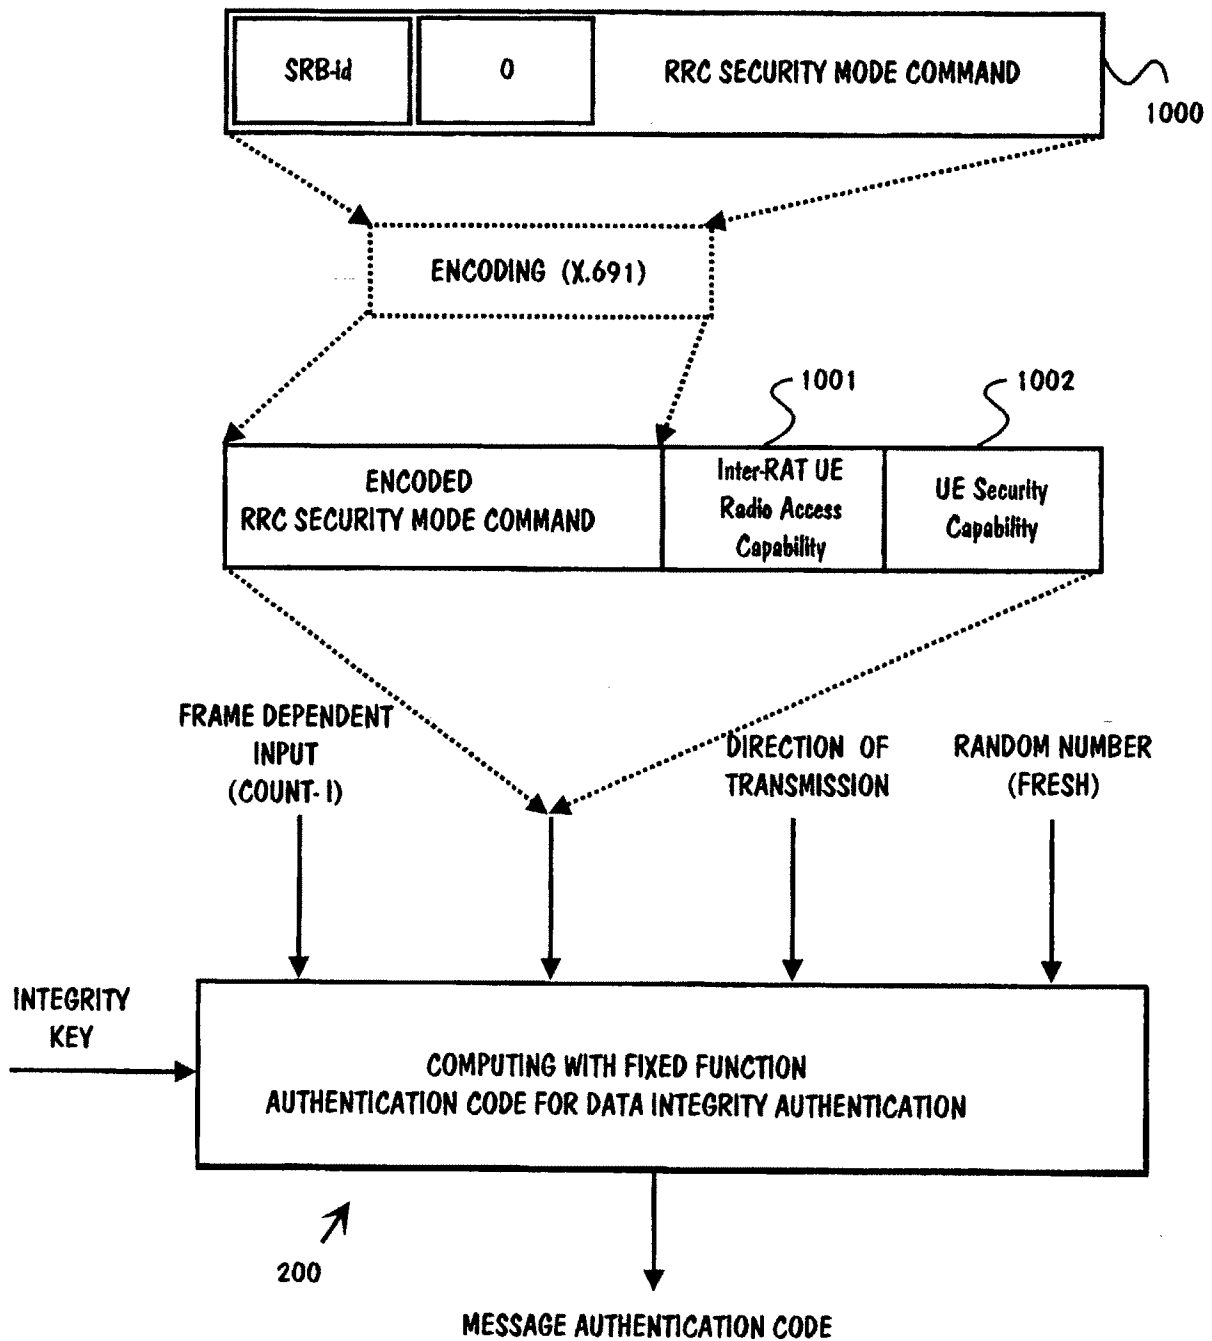 SRB-id
0
RRC SECURITY MODE COMMAND
1000
ENCODING (X.691)
1001
1002
ENCODED
RRC SECURITY MODE COMMAND
Inter-RAT UE
Radio Access
Capability
UE Security
Capability
FRAME DEPENDENT
INPUT
(COUNT-I)
DIRECTION OF
TRANSMISSION
RANDOM NUMBER
(FRESH)
INTEGRITY
KEY
COMPUTING WITH FIXED FUNCTION
AUTHENTICATION CODE FOR DATA INTEGRITY AUTHENTICATION
200
MESSAGE AUTHENTICATION CODE